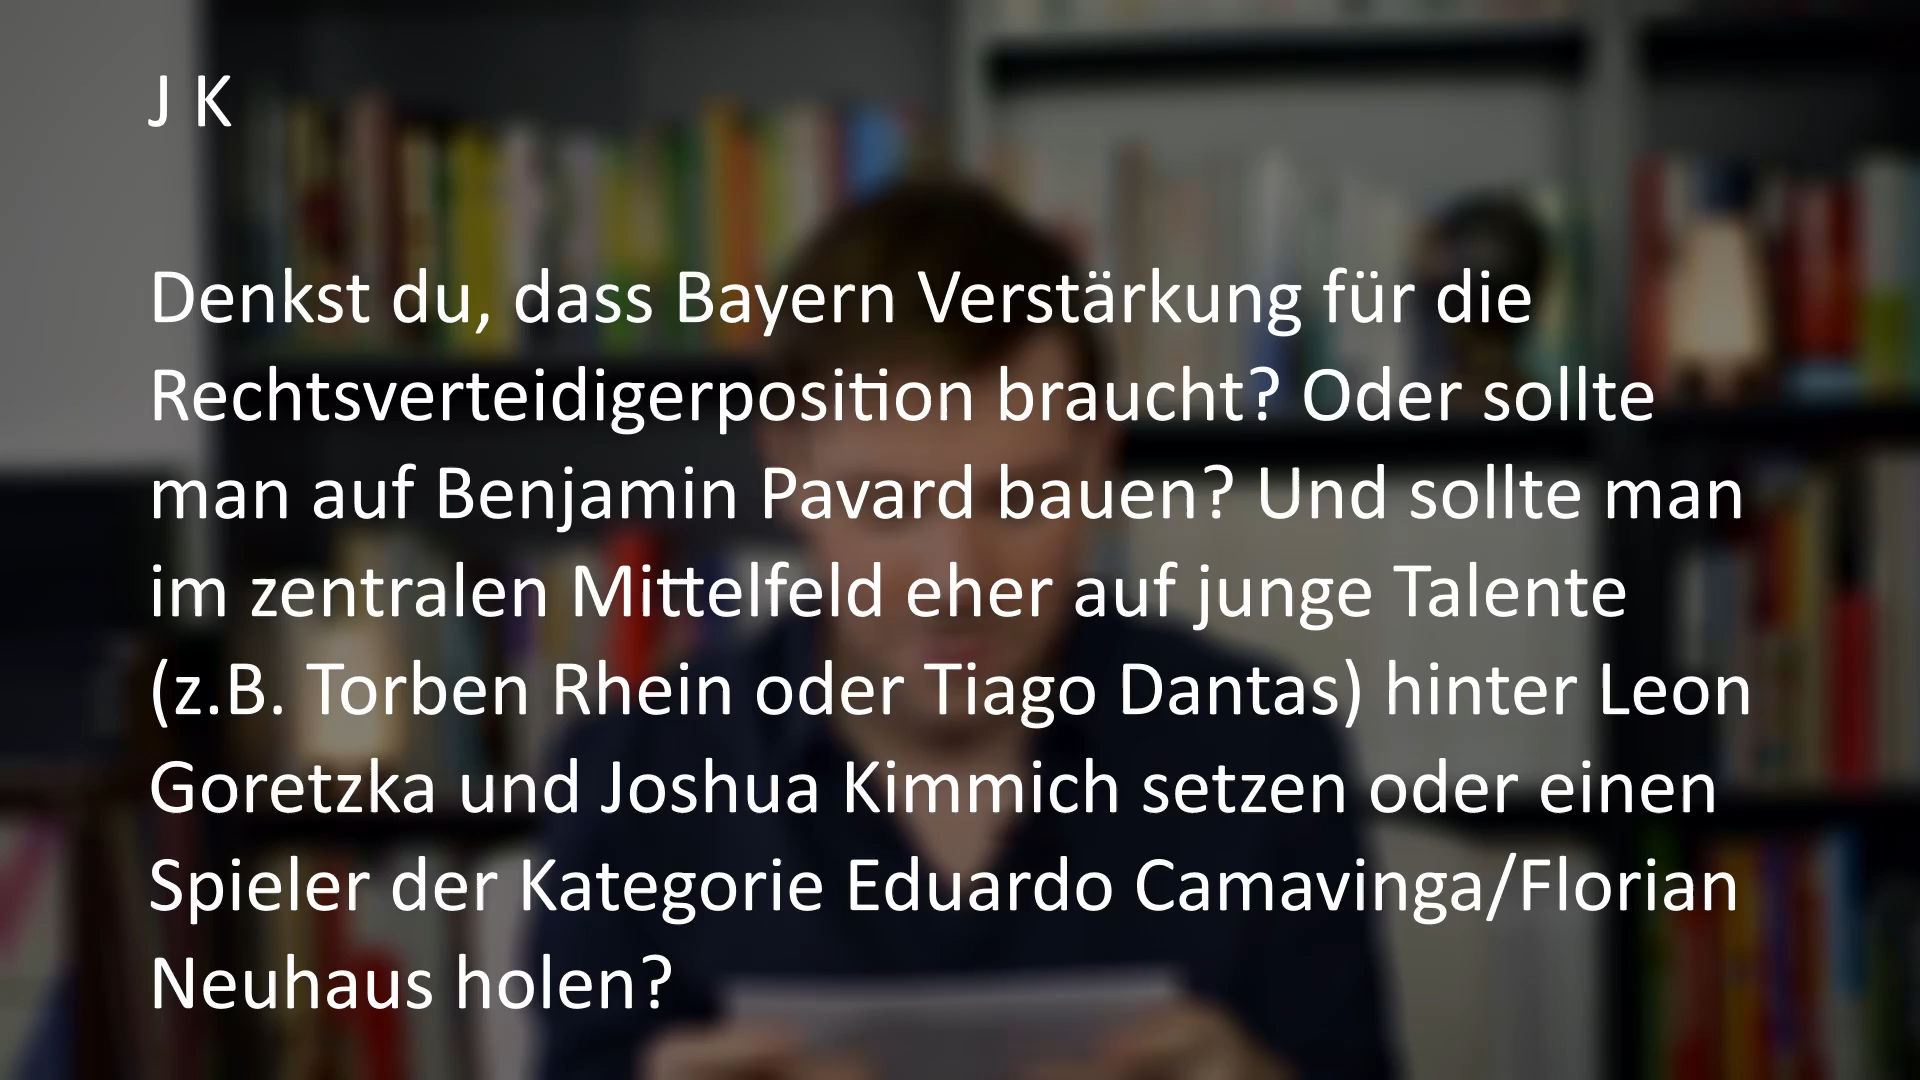 J K
Denkst du, dass Bayern Verstärkung für die
Rechtsverteidigerposition braucht? Oder sollte
man auf Benjamin Pavard bauen? Und sollte man
im zentralen Mittelfeld eher auf junge Talente
(z.B. Torben Rhein oder Tiago Dantas) hinter Leon
Goretzka und Joshua Kimmich setzen oder einen
Spieler der Kategorie Eduardo Camavinga/Florian
Neuhaus holen?